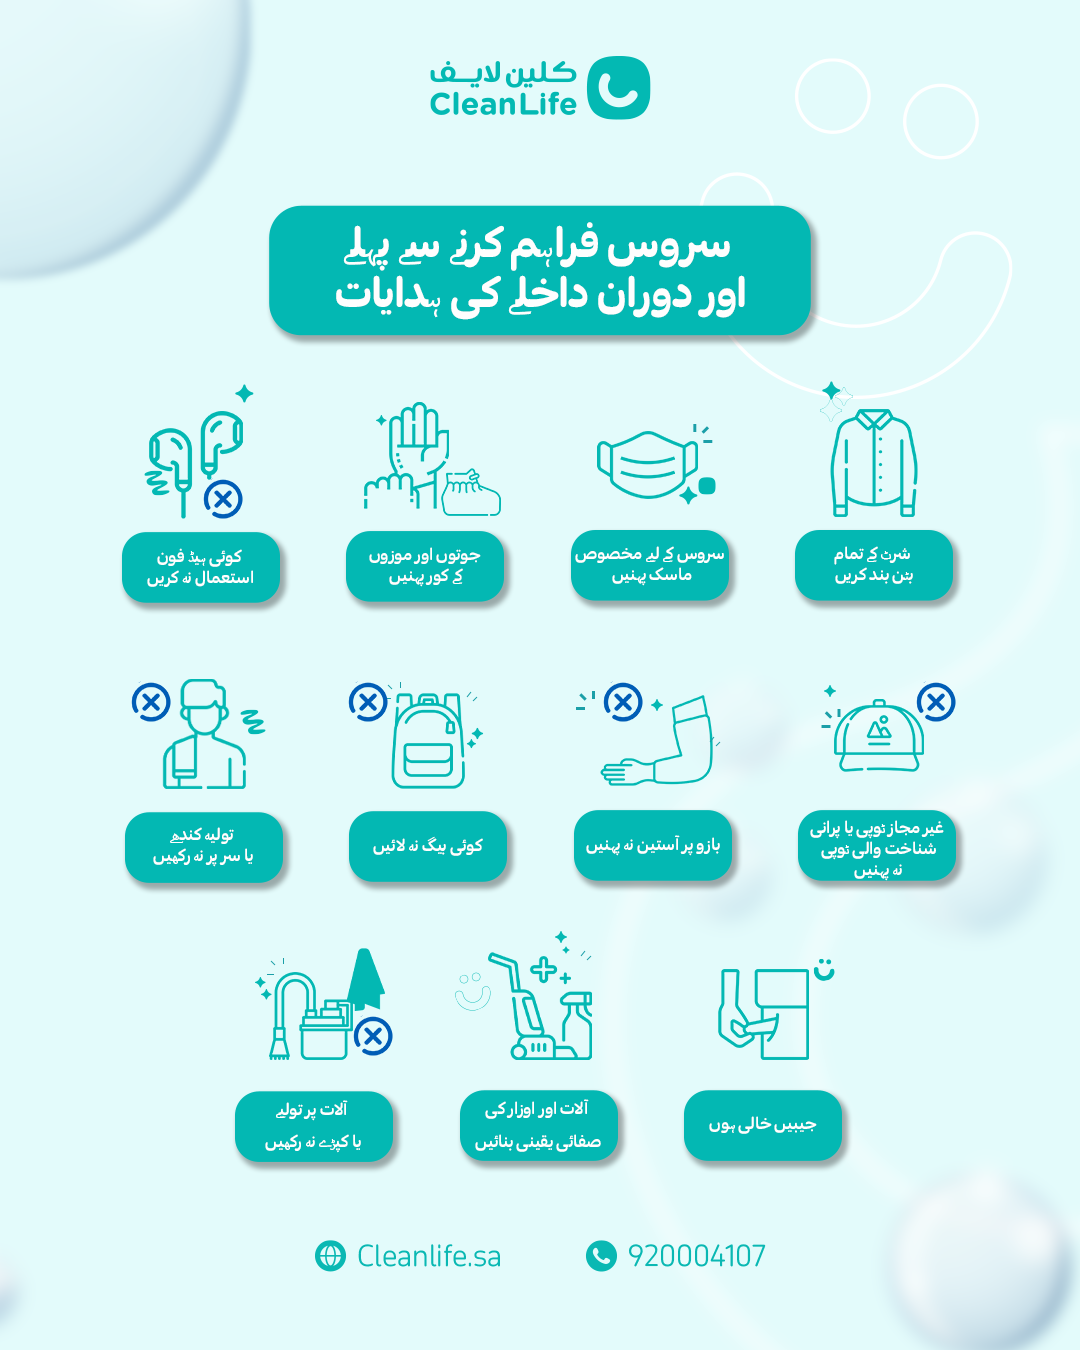 كلين لايف
CleanLife
سروس فراہم کرنے سے پہلے
اور دوران داخلے کی ہدایات
شرٹ کے تمام
بٹن بند کریں
سروس کے لیے مخصوص
ماسک پہنیں
جوتوں اور موزوں
کے کور پہنیں
کوئی ہیڈ فون
استعمال نہ کریں
غیر مجاز ٹوپی یا پرانی
شناخت والی ٹوپی
نہ پہنیں
بازو پر آستین نہ پہنیں
کوئی بیگ نہ لائیں
تولیہ کندھے
یا سر پر نہ رکھیں
جیبیں خالی ہوں
آلات اور اوزار کی
صفائی یقینی بنائیں
آلات پر تولیے
یا کپڑے نہ رکھیں
Cleanlife.sa
920004107